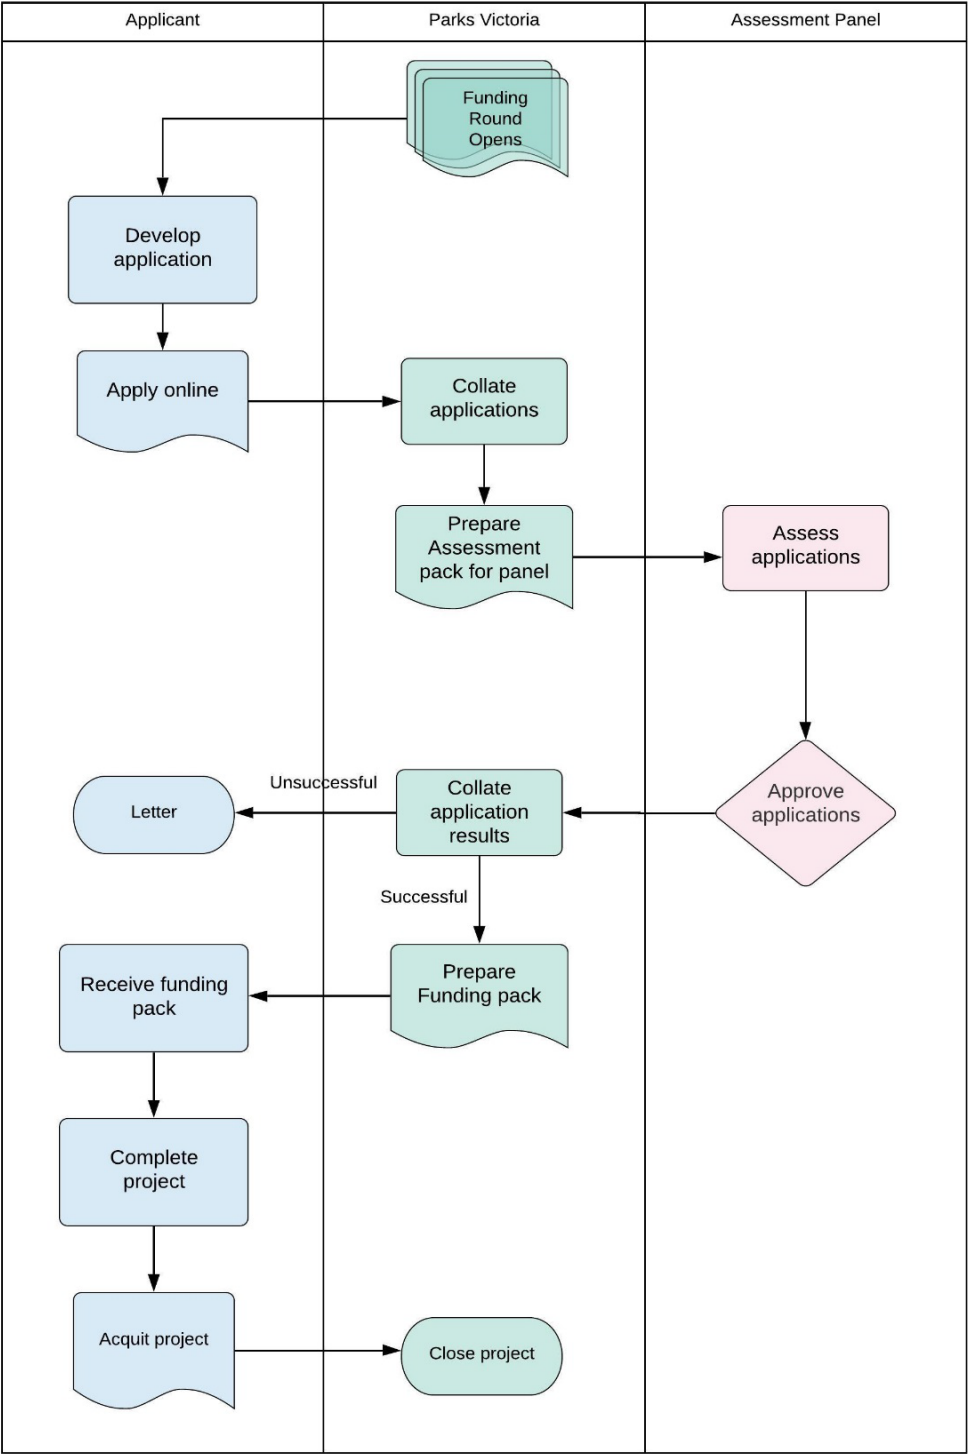 Applicant
Parks Victoria
Assessment Panel
Funding
Round
Opens
Develop
application
Apply online
Collate
applications
Prepare
Assessment
pack for panel
Assess
applications
Approve
applications
Collate
application
results
Unsuccessful
Letter
Successful
Prepare
Funding pack
Receive funding
pack
Complete
project
Acquit project
Close project